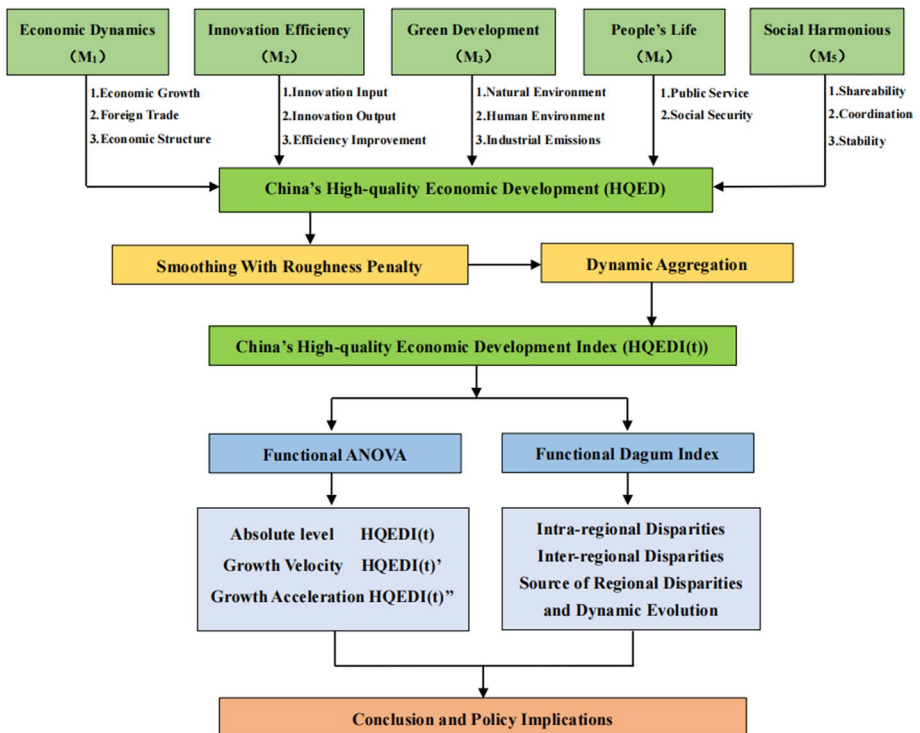 Economic Dynamics
（M₁）
Innovation Efficiency
（M₂）
Green Development
（M₃）
People's Life
（M₄）
Social Harmonious
（M₅）
1.Economic Growth
2.Foreign Trade
3.Economic Structure
1.Innovation Input
2.Innovation Output
3.Efficiency Improvement
1.Natural Environment
2.Human Environment
3.Industrial Emissions
1.Public Service
2.Social Security
1.Shareability
2.Coordination
3.Stability
China's High-quality Economic Development (HQED)
Smoothing With Roughness Penalty
Dynamic Aggregation
China's High-quality Economic Development Index (HQEDI(t))
Functional ANOVA
Functional Dagum Index
Absolute level HQEDI(t)
Growth Velocity HQEDI(t)’
Growth Acceleration HQEDI(t)”
Intra-regional Disparities
Inter-regional Disparities
Source of Regional Disparities
and Dynamic Evolution
Conclusion and Policy Implications